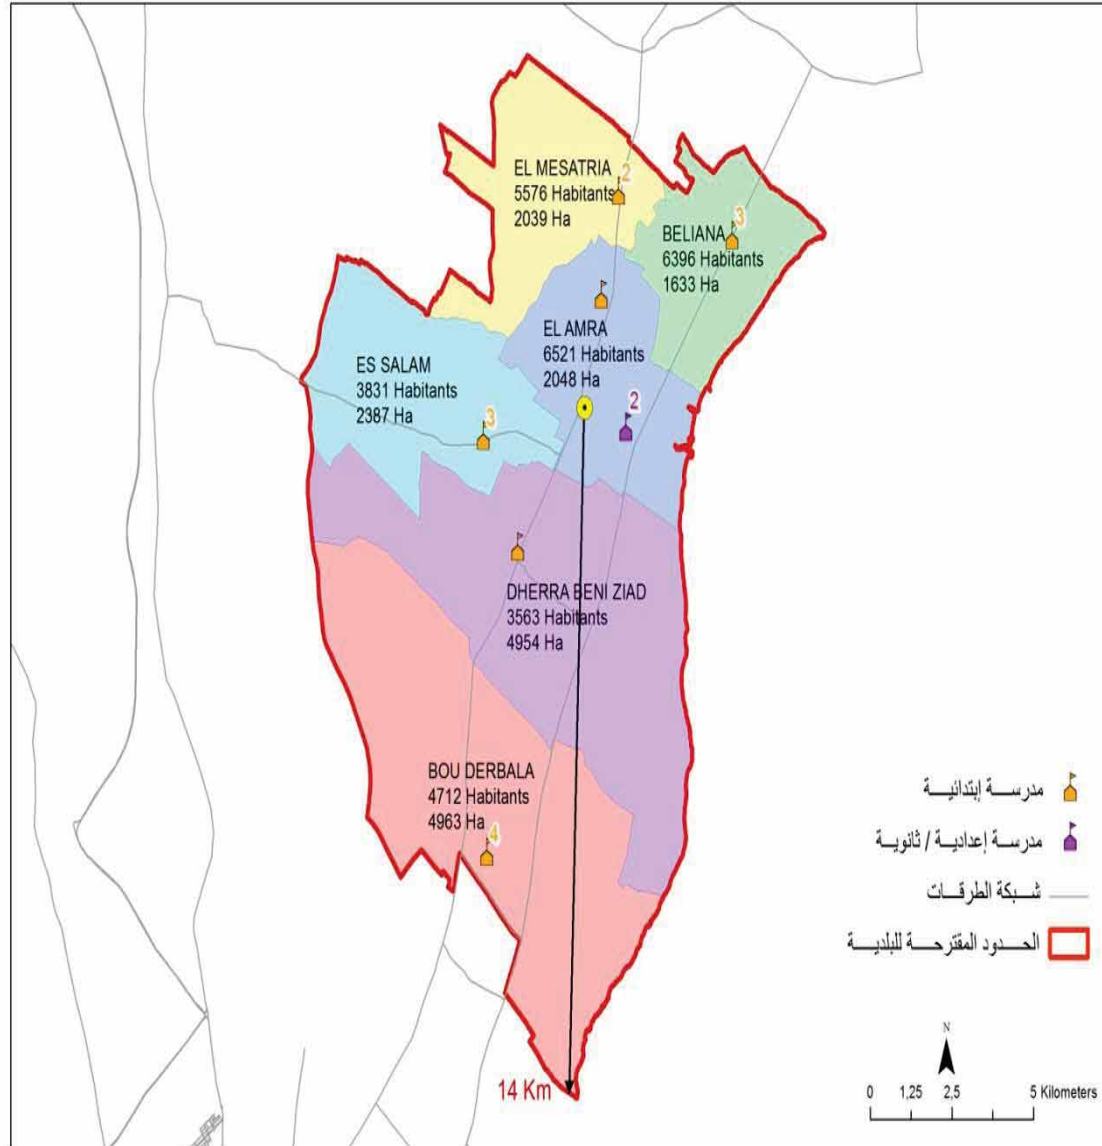 EL MESATRIA
5576 Habitants
2039 Ha
2
BELIANA
6396 Habitants
1633 Ha
3
EL AMRA
6521 Habitants
2048 Ha
2
ES SALAM
3831 Habitants
2387 Ha
3
DHERRA BENI ZIAD
3563 Habitants
4954 Ha
BOU DERBALA
4712 Habitants
4963 Ha
4
14 Km
مدرسة إبتدائية
مدرسة إعدادية / ثانوية
شبكة الطرقات
الحدود المقترحة للبلدية
N
0 1,25 2,5 5 Kilometers